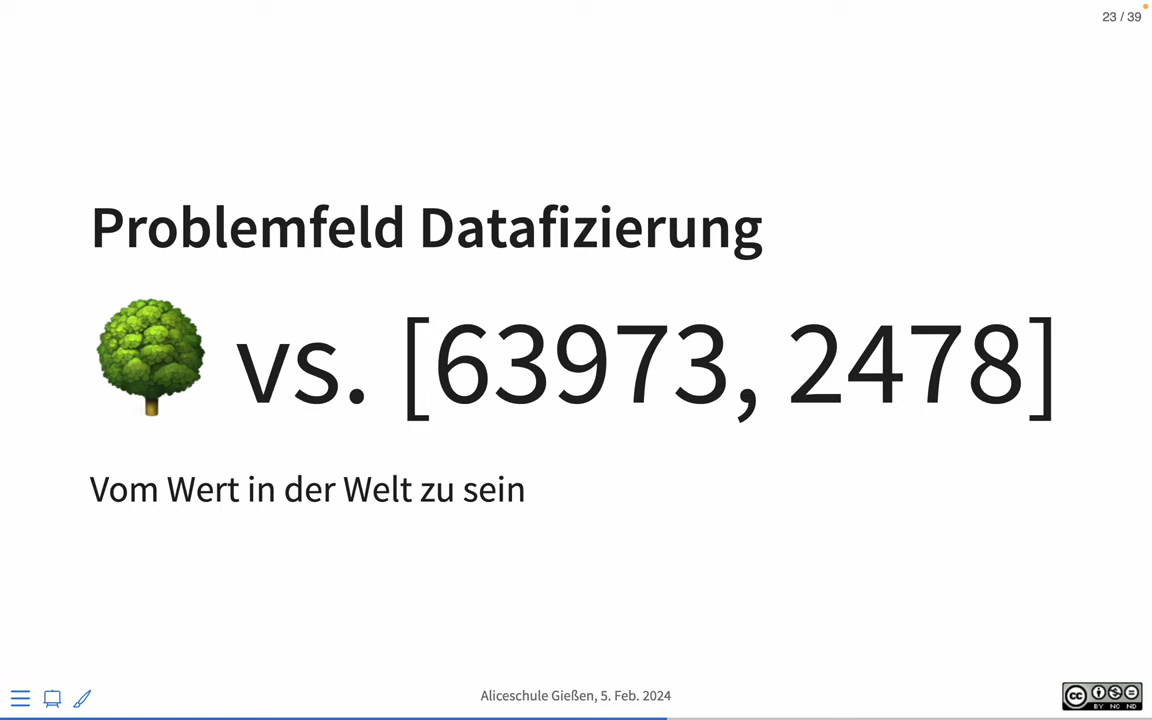 23 / 39
Problemfeld Datafizierung
🌳 vs. [63973, 2478]
Vom Wert in der Welt zu sein
Aliceschule Gießen, 5. Feb. 2024
CC BY NC ND